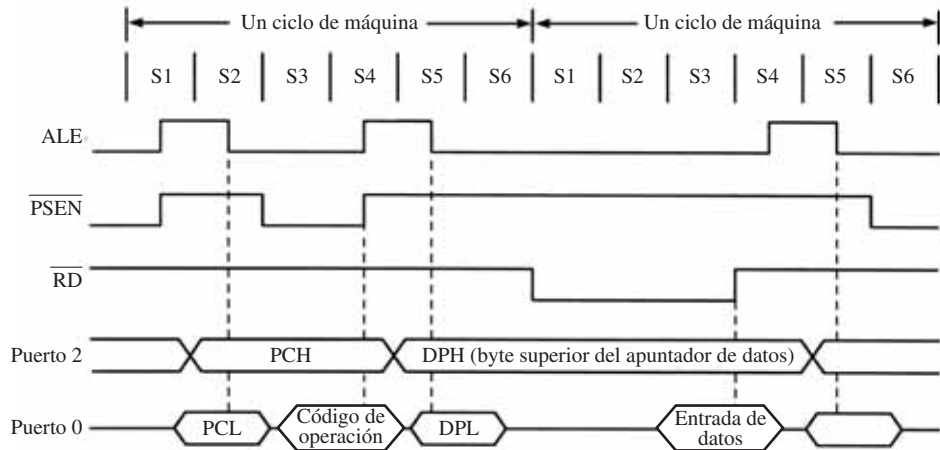 Un ciclo de máquina Un ciclo de máquina
S1 S2 S3 S4 S5 S6 S1 S2 S3 S4 S5 S6
ALE
PSEN
RD
Puerto 2 PCH DPH (byte superior del apuntador de datos)
Puerto 0 PCL Código de operación DPL Entrada de datos